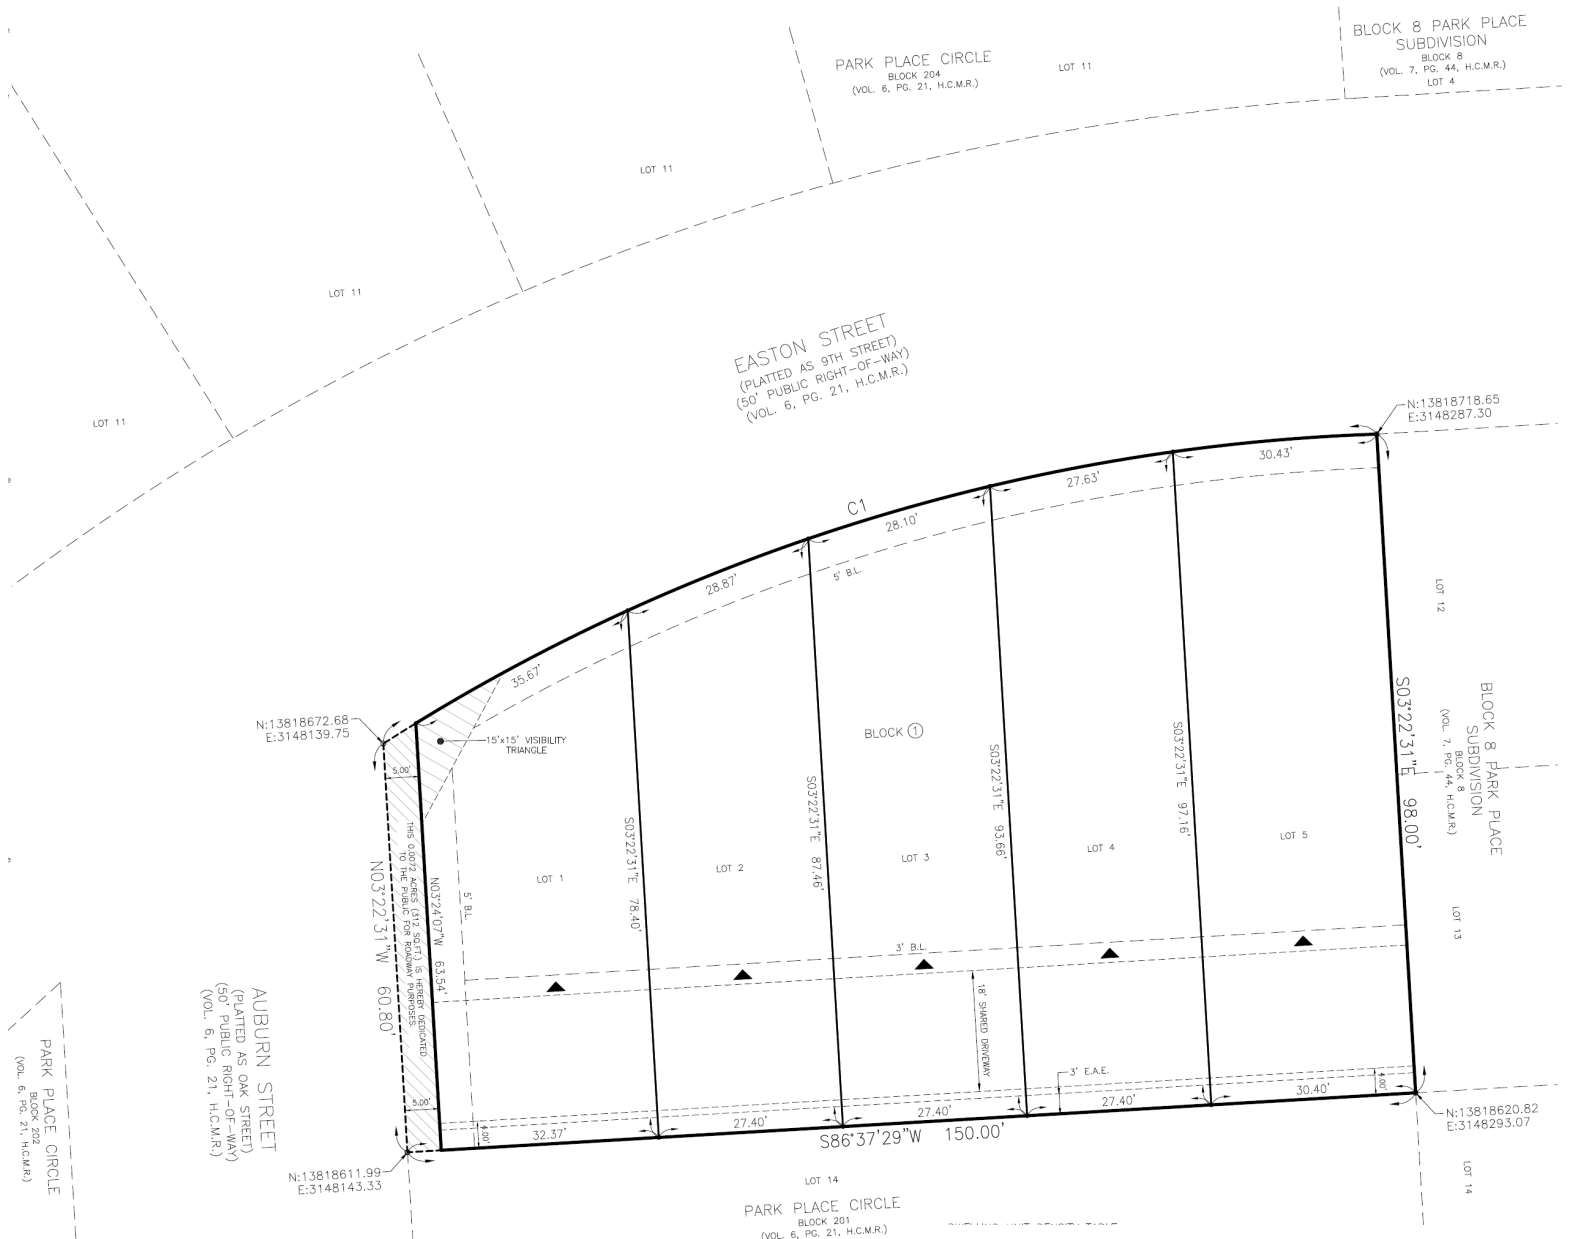 BLOCK 8 PARK PLACE
SUBDIVISION
BLOCK 8
(VOL. 7, PG. 44, H.C.M.R.)
LOT 4
PARK PLACE CIRCLE
BLOCK 204
(VOL. 6, PG. 21, H.C.M.R.)
LOT 11
LOT 11
LOT 11
LOT 11
EASTON STREET
(PLATTED AS 9TH STREET)
(50' PUBLIC RIGHT-OF-WAY)
(VOL. 6, PG. 21, H.C.M.R.)
N:13818718.65
E:3148287.30
30.43'
27.63'
C1
28.10'
28.87'
5' B.L.
35.67'
LOT 12
N:13818672.68
E:3148139.75
15'x15' VISIBILITY
TRIANGLE
BLOCK 1
5.00'
S03°22'31"E 98.00'
BLOCK 8 PARK PLACE
SUBDIVISION
BLOCK 8
(VOL. 7, PG. 44, H.C.M.R.)
S03°22'31"E 78.40'
S03°22'31"E 87.46'
S03°22'31"E 93.66'
S03°22'31"E 97.16'
LOT 1
LOT 2
LOT 3
LOT 4
LOT 5
N03°22'31"W 60.80'
THIS 0.0072 ACRES (312 SQ.FT.) IS HEREBY DEDICATED
TO THE PUBLIC FOR ROADWAY PURPOSES.
N03°24'07"W 63.54'
5' B.L.
3' B.L.
LOT 13
18' SHARED DRIVEWAY
3' E.A.E.
4.00'
AUBURN STREET
(PLATTED AS OAK STREET)
(50' PUBLIC RIGHT-OF-WAY)
(VOL. 6, PG. 21, H.C.M.R.)
PARK PLACE CIRCLE
BLOCK 202
(VOL. 6, PG. 21, H.C.M.R.)
5.00'
4.00'
32.37'
27.40'
27.40'
27.40'
30.40'
S86°37'29"W 150.00'
N:13818620.82
E:3148293.07
N:13818611.99
E:3148143.33
LOT 14
LOT 14
PARK PLACE CIRCLE
BLOCK 201
(VOL. 6, PG. 21, H.C.M.R.)